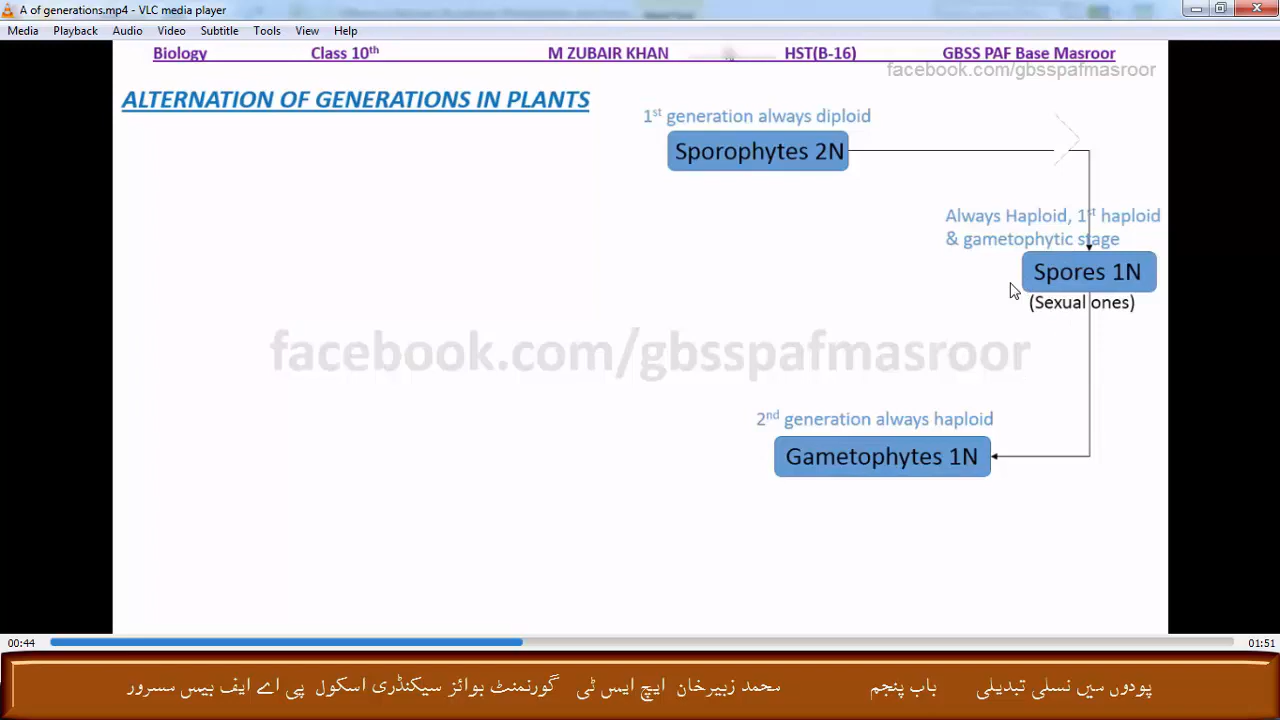 A of generations.mp4 - VLC media player
Media Playback Audio Video Subtitle Tools View Help
Biology Class 10th M ZUBAIR KHAN HST(B-16) GBSS PAF Base Masroor
facebook.com/gbsspafmasroor
ALTERNATION OF GENERATIONS IN PLANTS
1st generation always diploid
Sporophytes 2N
Always Haploid, 1st haploid
& gametophytic stage
Spores 1N
(Sexual ones)
facebook.com/gbsspafmasroor
2nd generation always haploid
Gametophytes 1N
00:44 01:51
پودوں میں نسلی تبدیلی باب پنجم محمد زبیرخان ایچ ایس ٹی گورنمنٹ بوائز سیکنڈری اسکول پی اے ایف بیس مسرور